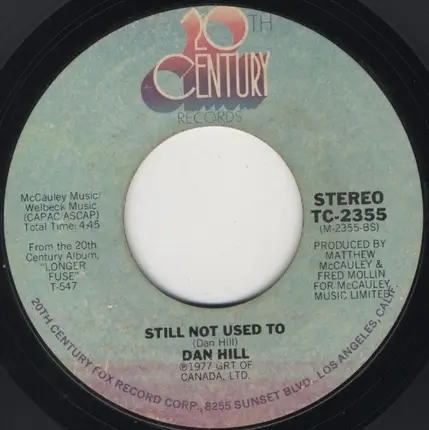 20TH
CENTURY
RECORDS
McCauley Music/
Welbeck Music
(CAPAC/ASCAP)
Total Time: 4:45
From the 20th
Century Album,
"LONGER
FUSE"
T-547
STEREO
TC-2355
(M-2355-BS)
PRODUCED BY
MATTHEW
McCAULEY &
FRED MOLLIN
FOR McCAULEY
MUSIC LIMITED
STILL NOT USED TO
(Dan Hill)
DAN HILL
℗1977 GRT OF
CANADA, LTD.
20TH CENTURY FOX RECORD CORP., 8255 SUNSET BLVD., LOS ANGELES, CALIF.